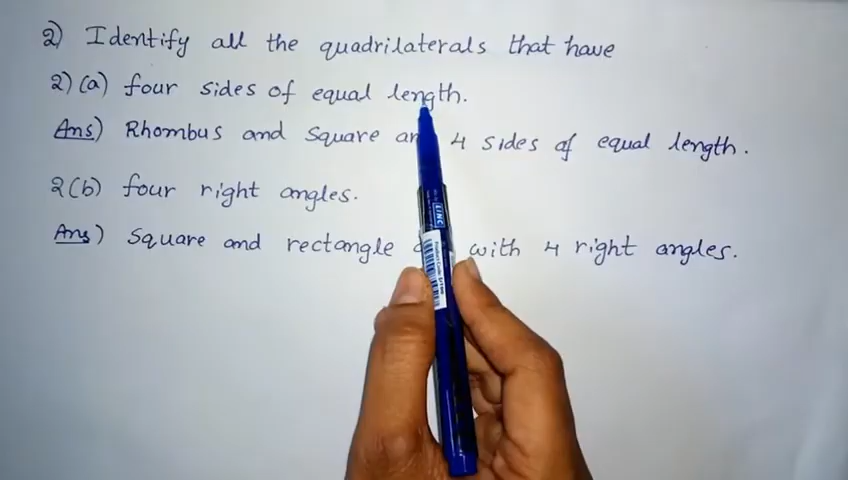 2) Identify all the quadrilaterals that have
2)(a) four sides of equal length.
Ans) Rhombus and square 4 sides of equal length.
2(b) four right angles.
Ans) Square and rectangle with 4 right angles.
LINC